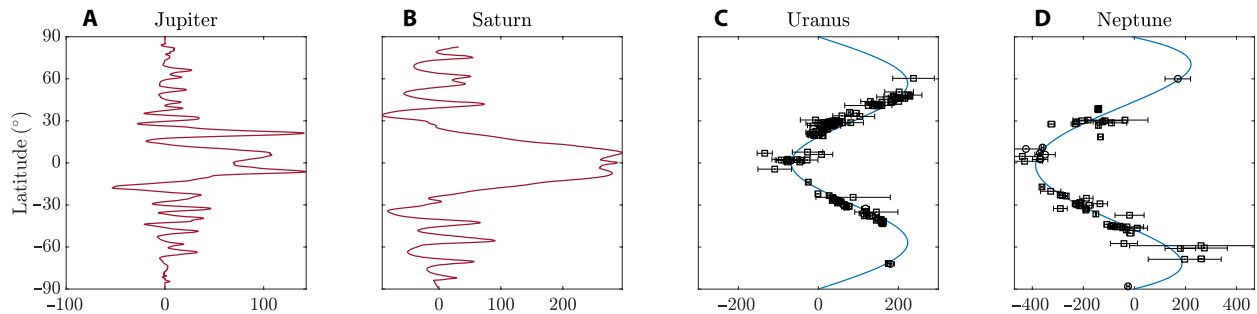 A Jupiter
B Saturn
C Uranus
D Neptune
Latitude (°)
90
60
30
0
-30
-60
-90
-100 0 100
0 100 200
-200 0 200
-400 -200 0 200 400